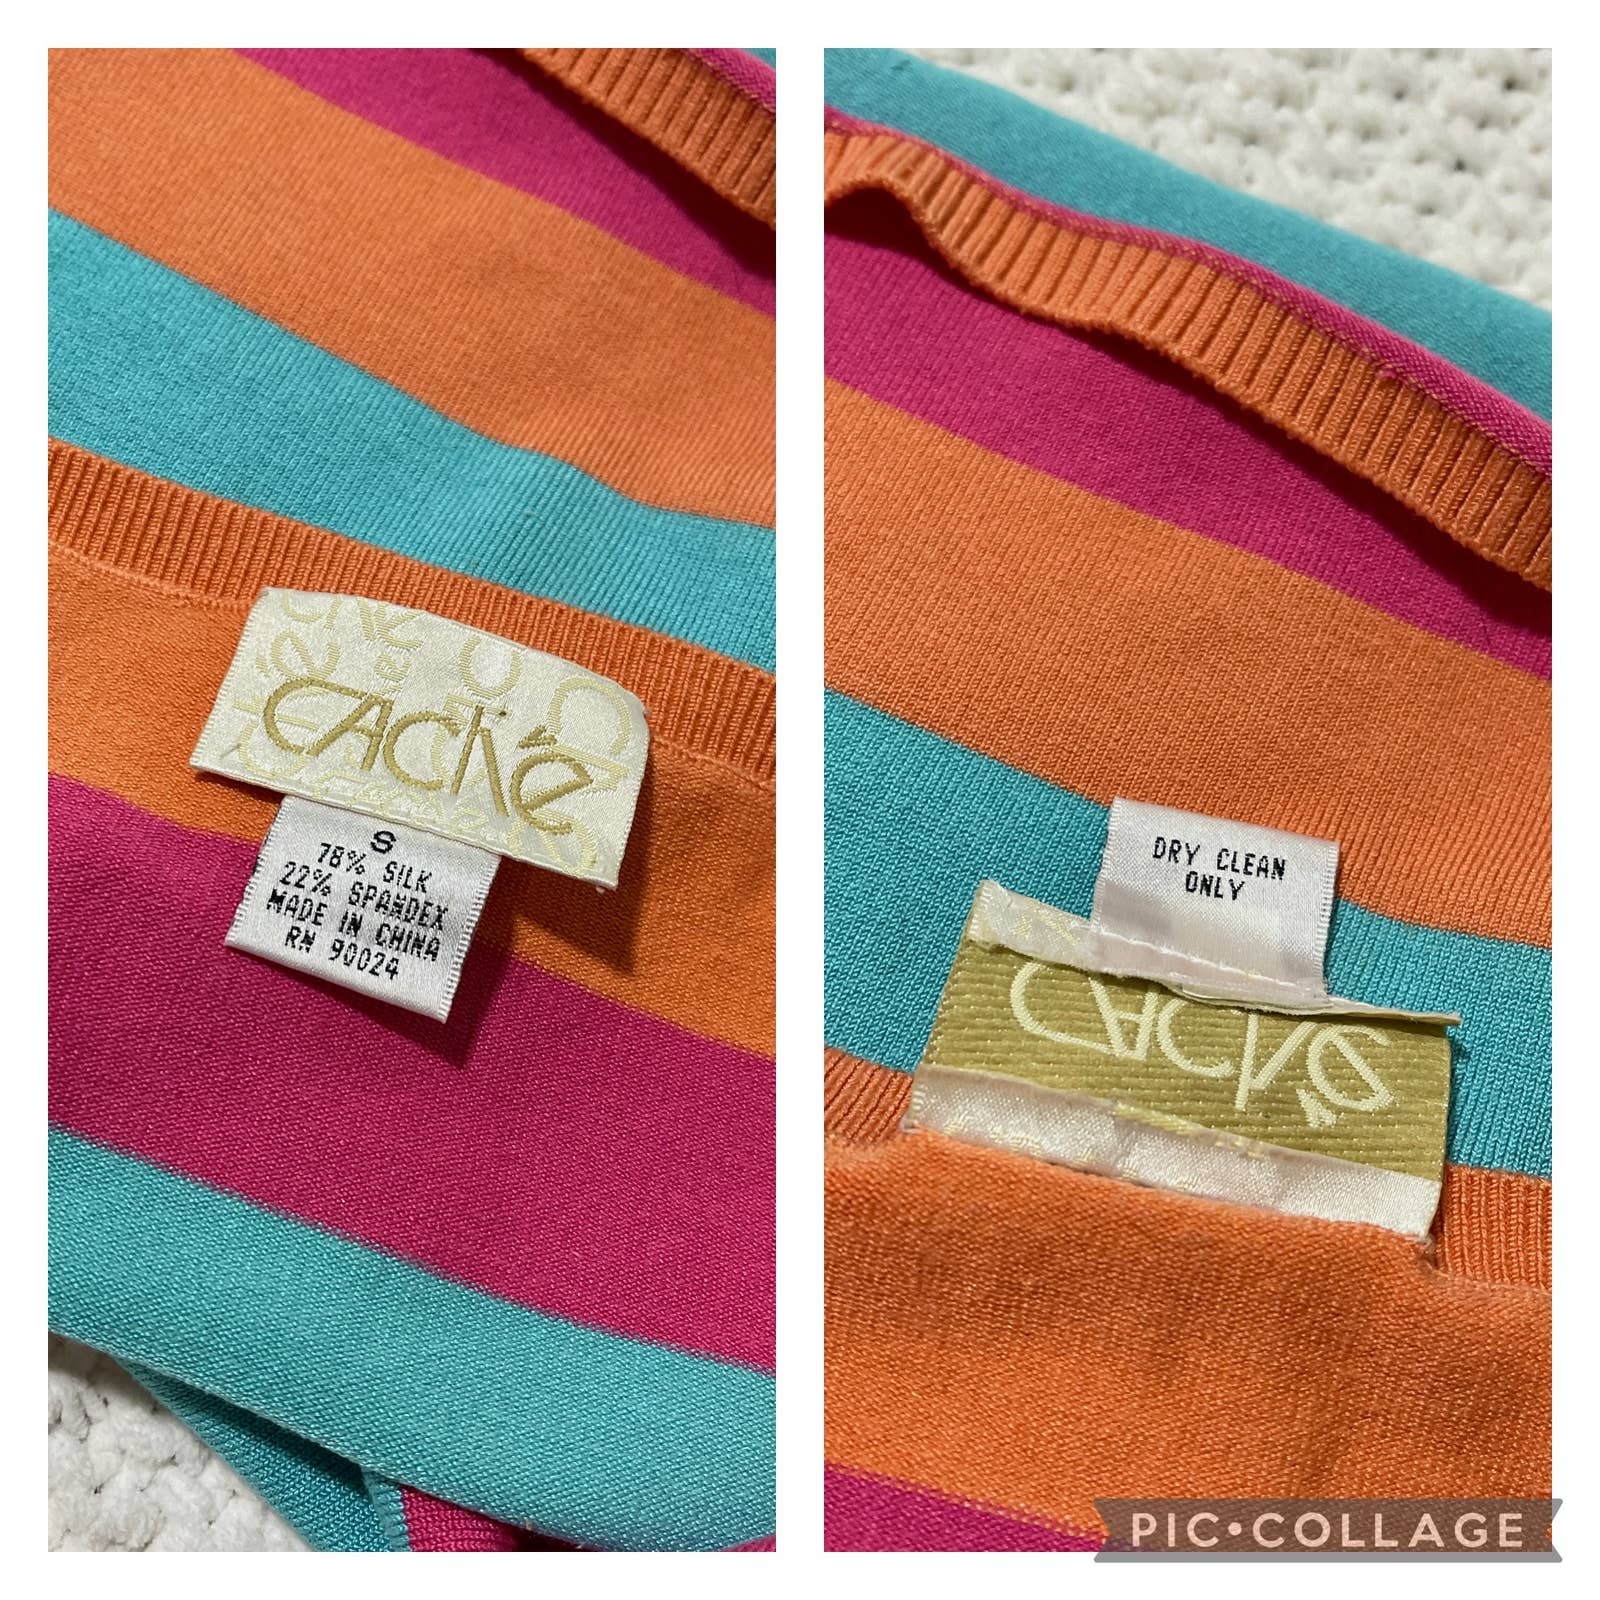 CACHE
S
78% SILK
22% SPANDEX
MADE IN CHINA
RN 90024
DRY CLEAN
ONLY
CACHE
PIC•COLLAGE